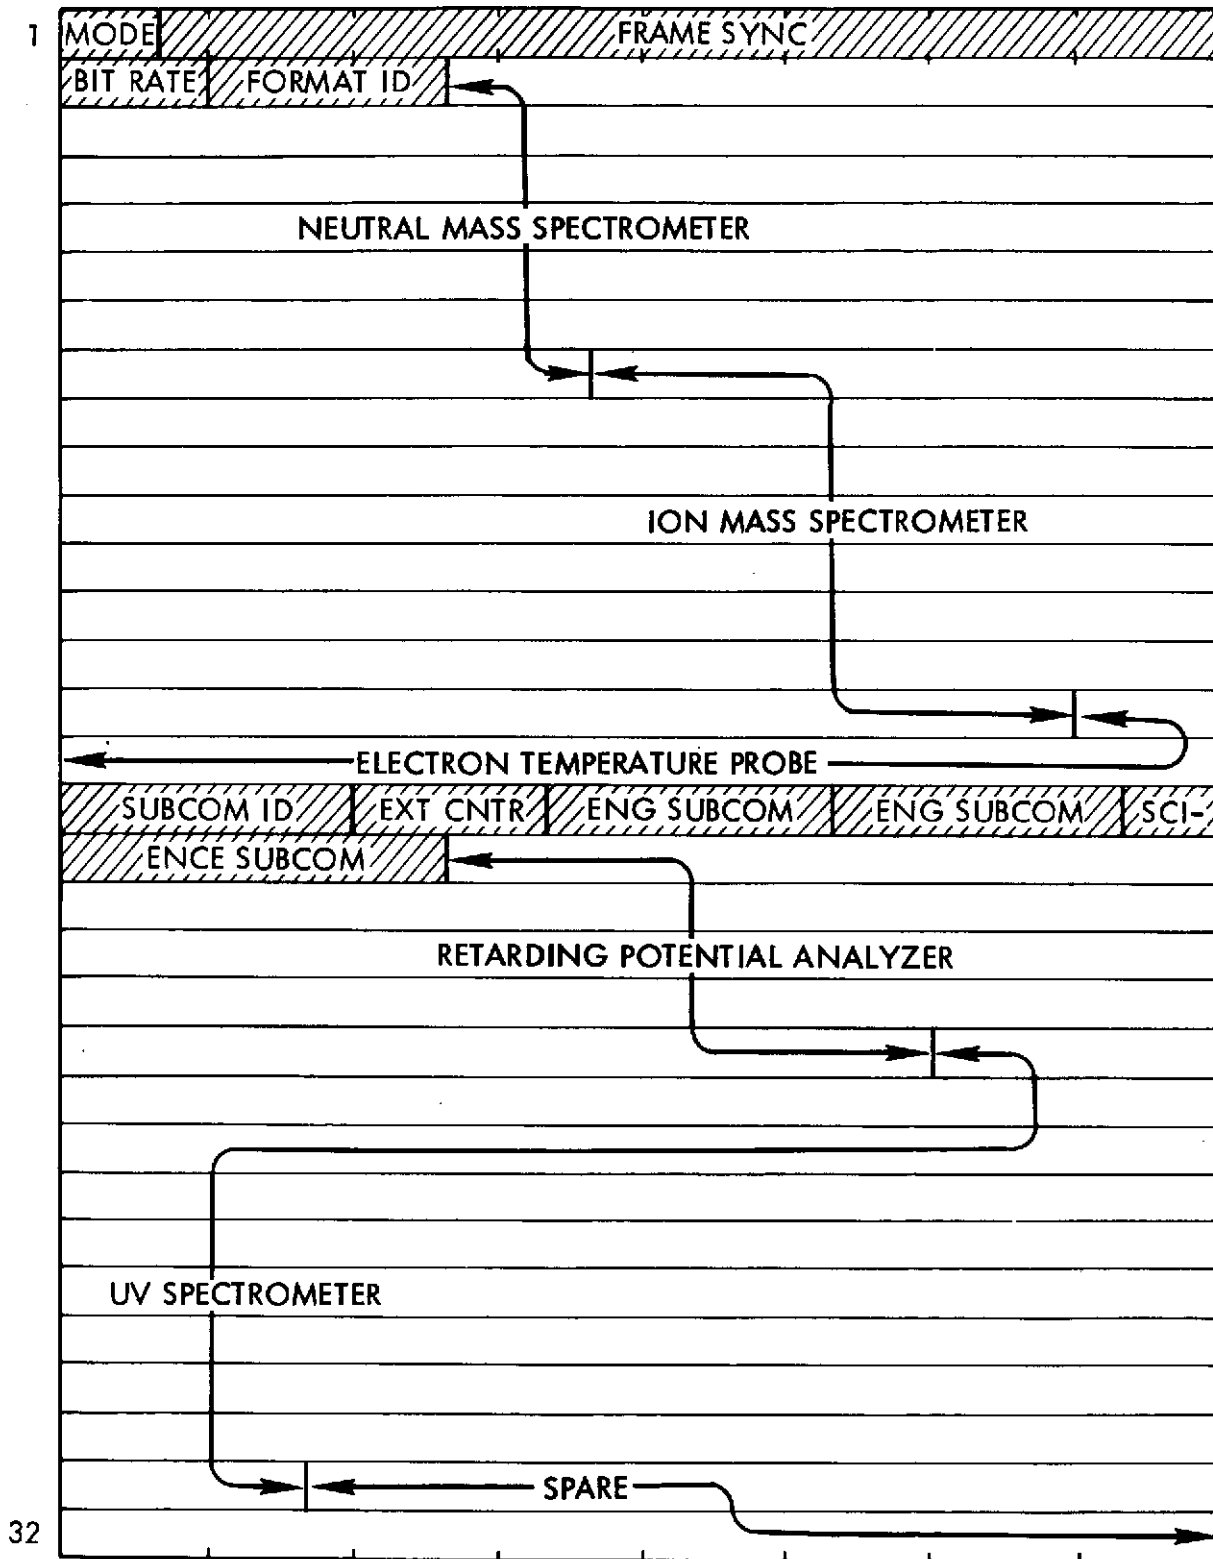 1 MODE FRAME SYNC
BIT RATE FORMAT ID
NEUTRAL MASS SPECTROMETER
ION MASS SPECTROMETER
ELECTRON TEMPERATURE PROBE
SUBCOM ID EXT CNTR ENG SUBCOM ENG SUBCOM SCI-
ENCE SUBCOM
RETARDING POTENTIAL ANALYZER
UV SPECTROMETER
SPARE
32